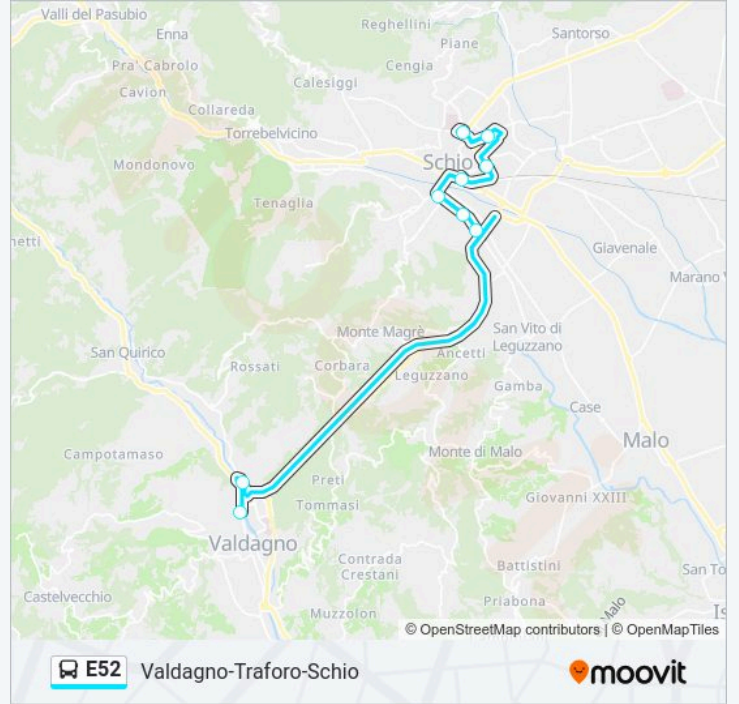 Valli del Pasubio
Enna
Reghellini
Piane
Santorso
Pra' Cabrolo
Cengia
Cavion
Calesiggi
Collareda
Torrebelvicino
Schio
Mondonovo
Tenaglia
netti
Giavenale
Marano V
Monte Magrè
San Vito di
Leguzzano
San Quirico
Rossati
Corbara
Ancetti
Leguzzano
Gamba
Case
Malo
Campotamaso
Monte di Malo
Preti
Giovanni XXIII
Tommasi
Valdagno
Contrada
Crestani
Battistini
San To
Castelvecchio
Priabona
Malo
Is
Muzzolon
© OpenStreetMap contributors | © OpenMapTiles
E52 Valdagno-Traforo-Schio
moovit